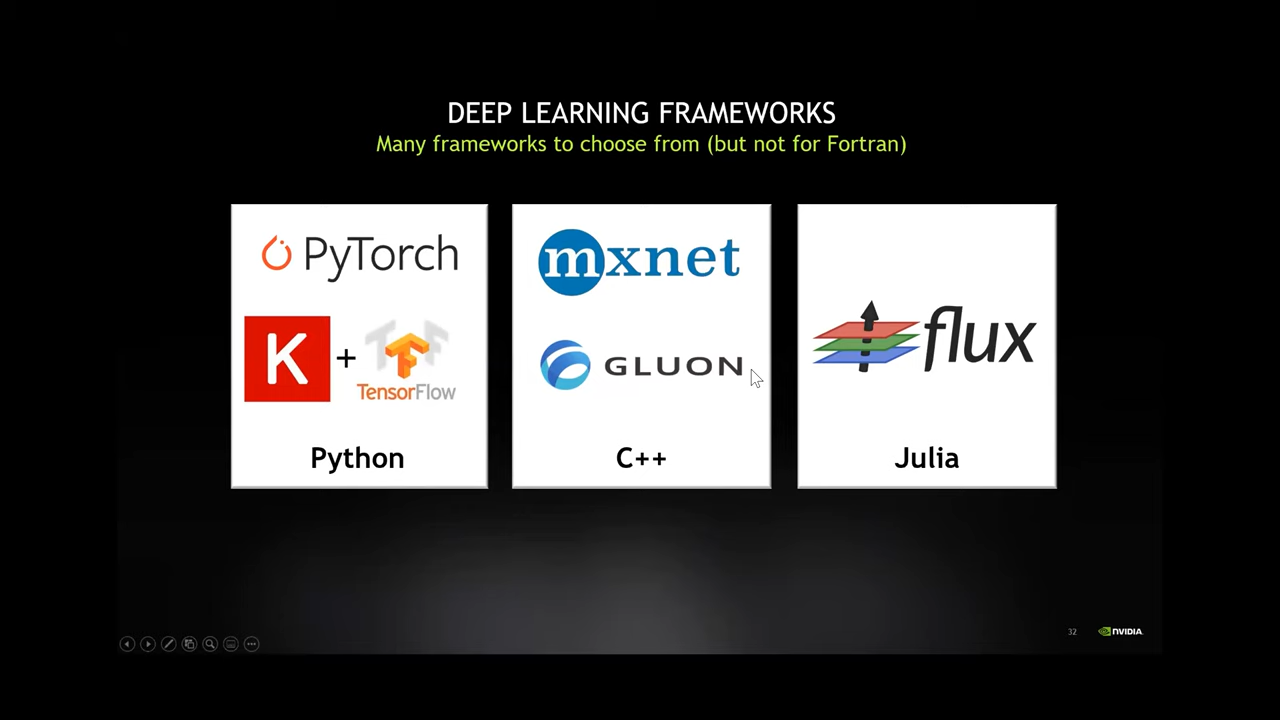 DEEP LEARNING FRAMEWORKS
Many frameworks to choose from (but not for Fortran)
PyTorch
K + TensorFlow
Python
mxnet
GLUON
C++
flux
Julia
32 NVIDIA.